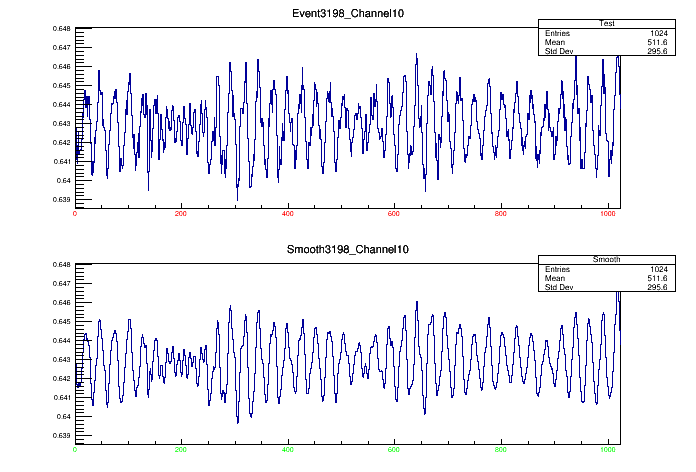 Event3198_Channel10
Test
Entries 1024
Mean 511.6
Std Dev 295.6
0.648
0.647
0.646
0.645
0.644
0.643
0.642
0.641
0.64
0.639
0 200 400 600 800 1000
Smooth3198_Channel10
Smooth
Entries 1024
Mean 511.6
Std Dev 295.6
0.648
0.647
0.646
0.645
0.644
0.643
0.642
0.641
0.64
0.639
0 200 400 600 800 1000